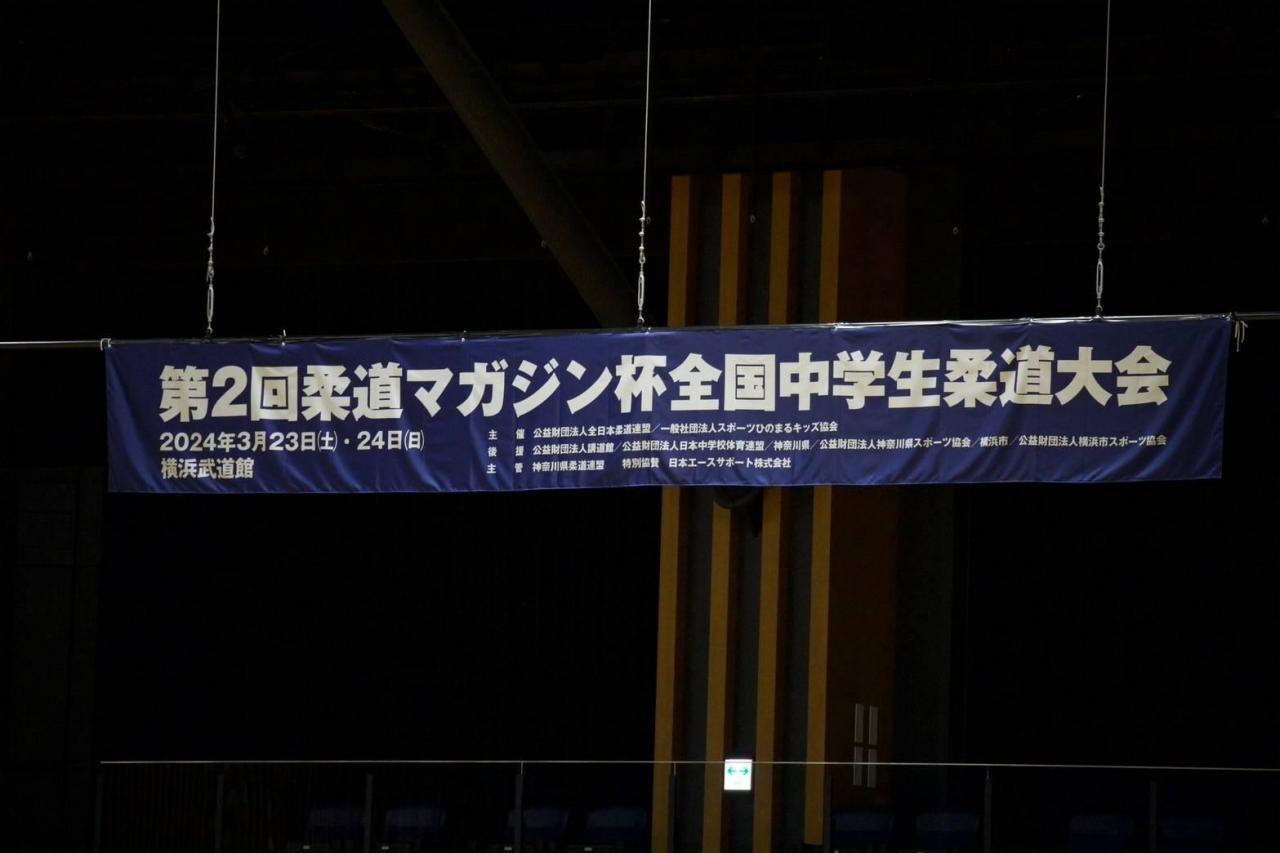 第2回柔道マガジン杯全国中学生柔道大会
2024年3月23日(土)・24日(日)
横浜武道館
主 催 公益財団法人全日本柔道連盟／一般社団法人スポーツひのまるキッズ協会
後 援 公益財団法人講道館／公益財団法人日本中学校体育連盟／神奈川県／公益財団法人神奈川県スポーツ協会／横浜市／公益財団法人横浜市スポーツ協会
主 管 神奈川県柔道連盟 特別協賛 日本エースサポート株式会社